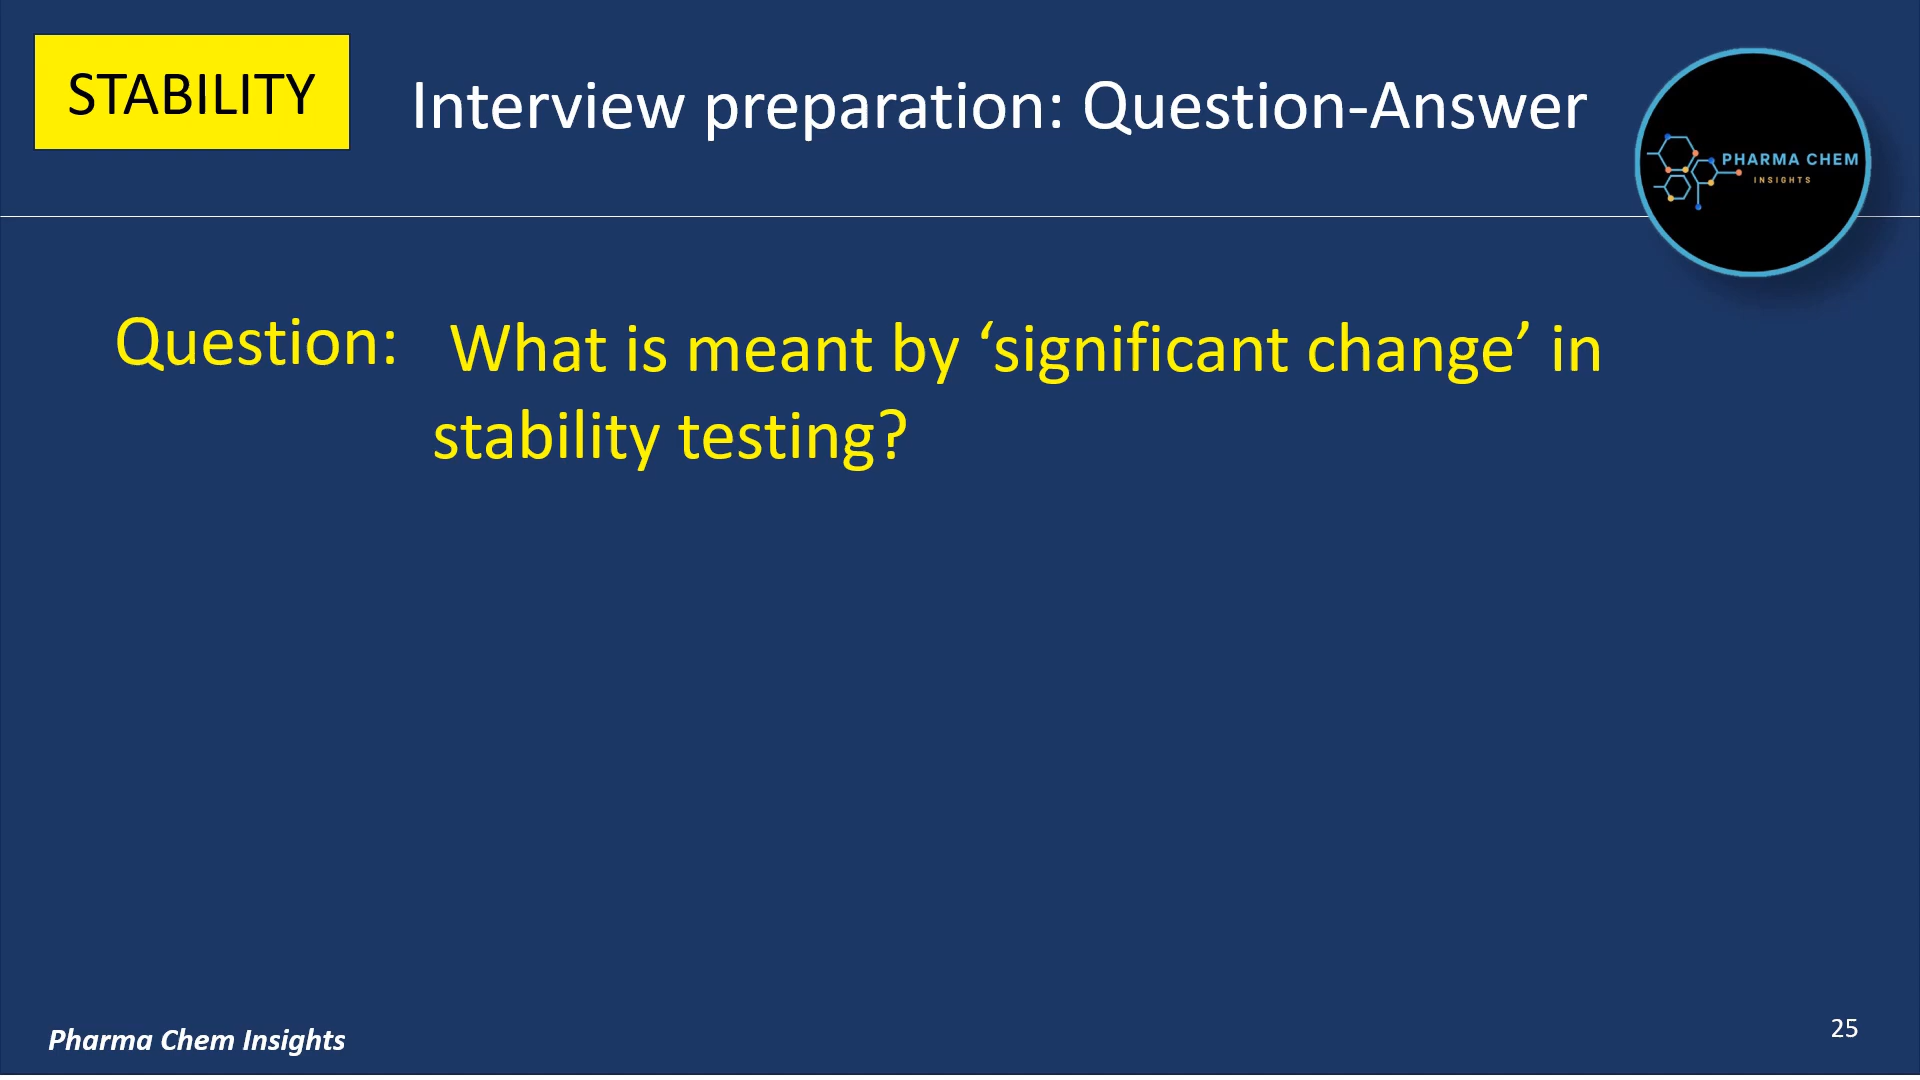 STABILITY
Interview preparation: Question-Answer
PHARMA CHEM
INSIGHTS
Question: What is meant by ‘significant change’ in
stability testing?
Pharma Chem Insights
25